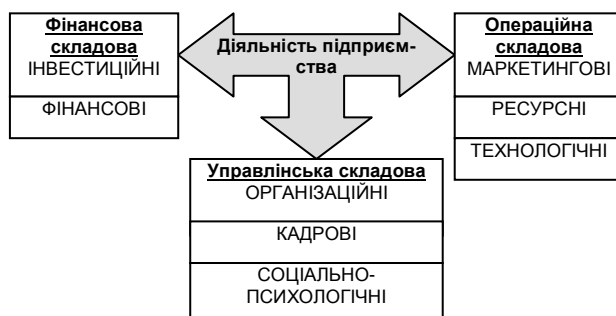 Фінансова
складова
ІНВЕСТИЦІЙНІ
ФІНАНСОВІ
Діяльність підприєм-
ства
Операційна
складова
МАРКЕТИНГОВІ
РЕСУРСНІ
ТЕХНОЛОГІЧНІ
Управлінська складова
ОРГАНІЗАЦІЙНІ
КАДРОВІ
СОЦІАЛЬНО-
ПСИХОЛОГІЧНІ